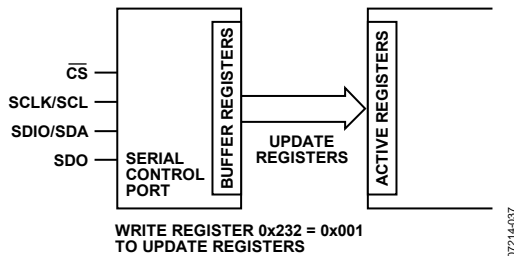 CS
SCLK/SCL
SDIO/SDA
SDO
SERIAL
CONTROL
PORT
BUFFER REGISTERS
UPDATE
REGISTERS
ACTIVE REGISTERS
WRITE REGISTER 0x232 = 0x001
TO UPDATE REGISTERS
07214-037